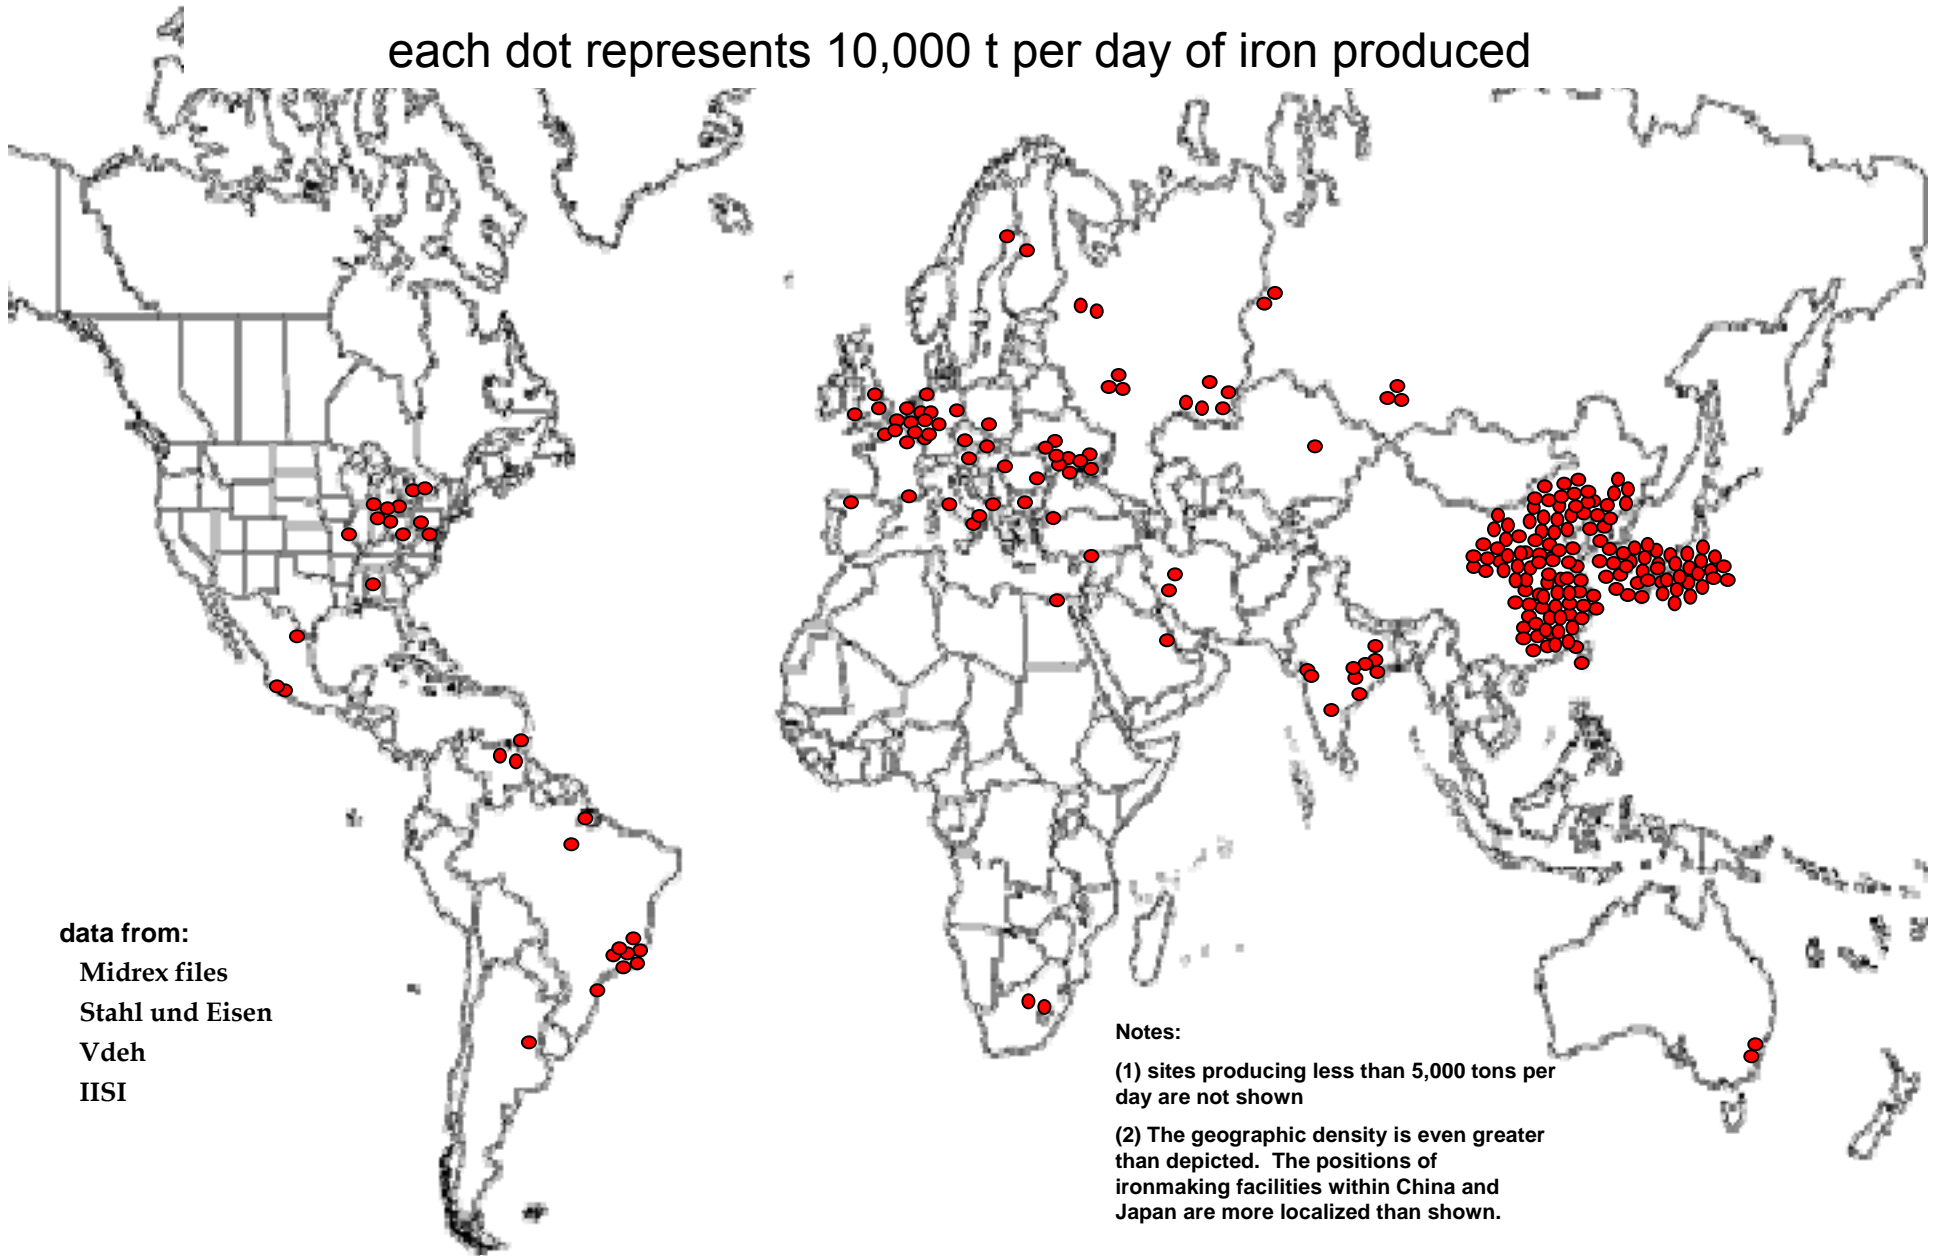 each dot represents 10,000 t per day of iron produced
data from:
Midrex files
Stahl und Eisen
Vdeh
IISI
Notes:
(1) sites producing less than 5,000 tons per
day are not shown
(2) The geographic density is even greater
than depicted.  The positions of
ironmaking facilities within China and
Japan are more localized than shown.